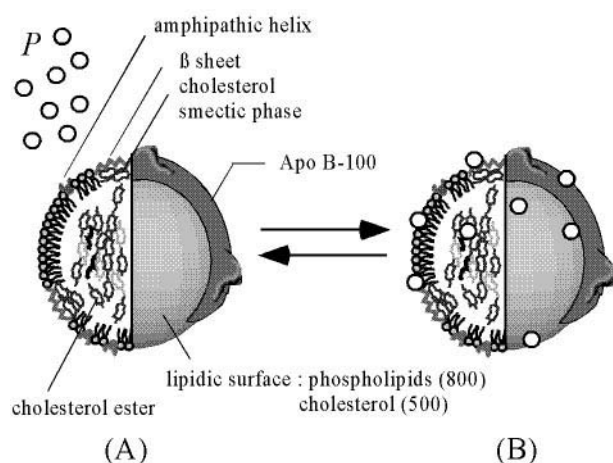 P
amphipathic helix
ß sheet
cholesterol
smectic phase
Apo B-100
lipidic surface : phospholipids (800)
cholesterol (500)
cholesterol ester
(A)
(B)